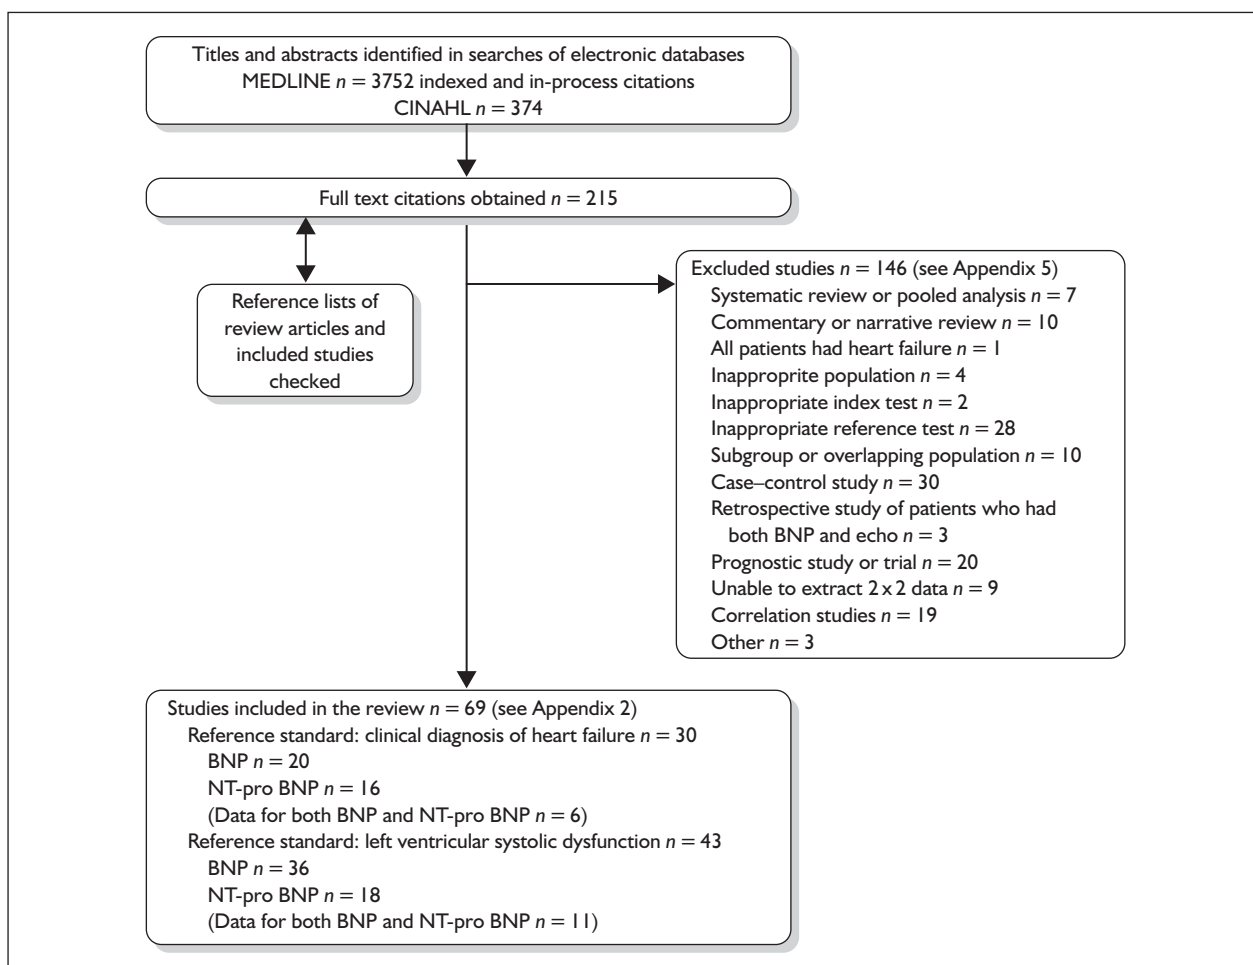 Titles and abstracts identified in searches of electronic databases
MEDLINE n = 3752 indexed and in-process citations
CINAHL n = 374
Full text citations obtained n = 215
Reference lists of
review articles and
included studies
checked
Excluded studies n = 146 (see Appendix 5)
Systematic review or pooled analysis n = 7
Commentary or narrative review n = 10
All patients had heart failure n = 1
Inapproprite population n = 4
Inappropriate index test n = 2
Inappropriate reference test n = 28
Subgroup or overlapping population n = 10
Case–control study n = 30
Retrospective study of patients who had
both BNP and echo n = 3
Prognostic study or trial n = 20
Unable to extract 2 x 2 data n = 9
Correlation studies n = 19
Other n = 3
Studies included in the review n = 69 (see Appendix 2)
Reference standard: clinical diagnosis of heart failure n = 30
BNP n = 20
NT-pro BNP n = 16
(Data for both BNP and NT-pro BNP n = 6)
Reference standard: left ventricular systolic dysfunction n = 43
BNP n = 36
NT-pro BNP n = 18
(Data for both BNP and NT-pro BNP n = 11)